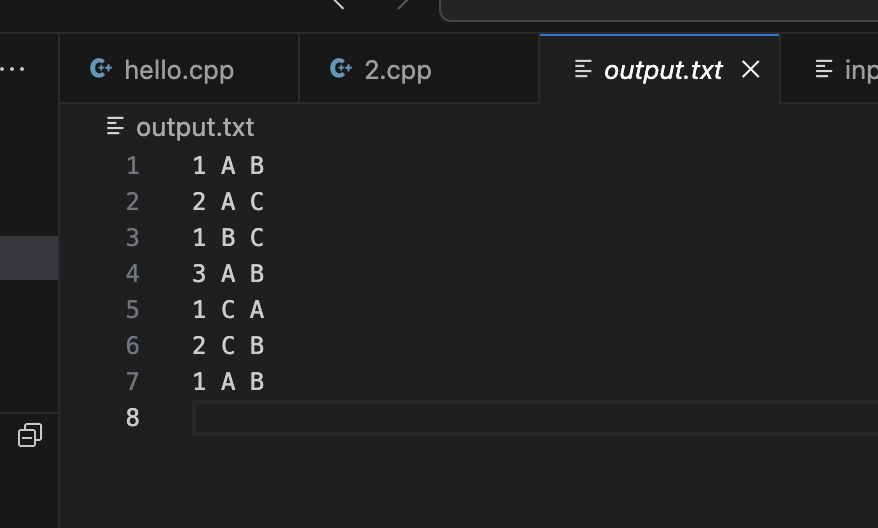 hello.cpp 2.cpp output.txt inp
output.txt
1 1 A B
2 2 A C
3 1 B C
4 3 A B
5 1 C A
6 2 C B
7 1 A B
8